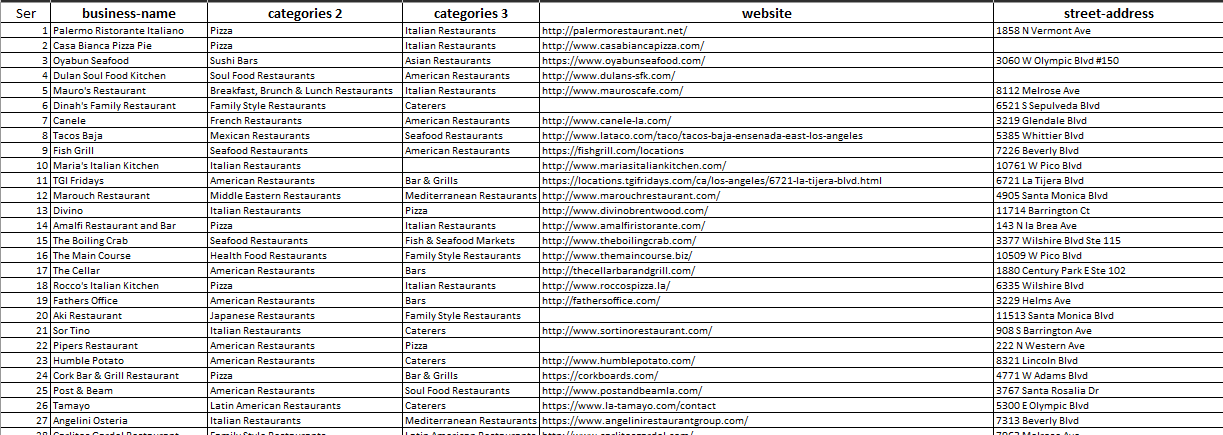 Ser business-name categories 2 categories 3 website street-address
1 Palermo Ristorante Italiano Pizza Italian Restaurants http://palermorestaurant.net/ 1858 N Vermont Ave
2 Casa Bianca Pizza Pie Pizza Italian Restaurants http://www.casabiancapizza.com/
3 Oyabun Seafood Sushi Bars Asian Restaurants https://www.oyabunseafood.com/ 3060 W Olympic Blvd #150
4 Dulan Soul Food Kitchen Soul Food Restaurants American Restaurants http://www.dulans-sfk.com/
5 Mauro's Restaurant Breakfast, Brunch & Lunch Restaurants Italian Restaurants http://www.mauroscafe.com/ 8112 Melrose Ave
6 Dinah's Family Restaurant Family Style Restaurants Caterers 6521 S Sepulveda Blvd
7 Canele French Restaurants American Restaurants http://www.canele-la.com/ 3219 Glendale Blvd
8 Tacos Baja Mexican Restaurants Seafood Restaurants http://www.lataco.com/taco/tacos-baja-ensenada-east-los-angeles 5385 Whittier Blvd
9 Fish Grill Seafood Restaurants American Restaurants https://fishgrill.com/locations 7226 Beverly Blvd
10 Maria's Italian Kitchen Italian Restaurants http://www.mariasitaliankitchen.com/ 10761 W Pico Blvd
11 TGI Fridays American Restaurants Bar & Grills https://locations.tgifridays.com/ca/los-angeles/6721-la-tijera-blvd.html 6721 La Tijera Blvd
12 Marouch Restaurant Middle Eastern Restaurants Mediterranean Restaurants http://www.marouchrestaurant.com/ 4905 Santa Monica Blvd
13 Divino Italian Restaurants Pizza http://www.divinobrentwood.com/ 11714 Barrington Ct
14 Amalfi Restaurant and Bar Pizza Italian Restaurants http://www.amalfiristorante.com/ 143 N la Brea Ave
15 The Boiling Crab Seafood Restaurants Fish & Seafood Markets http://www.theboilingcrab.com/ 3377 Wilshire Blvd Ste 115
16 The Main Course Health Food Restaurants Family Style Restaurants http://www.themaincourse.biz/ 10509 W Pico Blvd
17 The Cellar American Restaurants Bars http://thecellarbarandgrill.com/ 1880 Century Park E Ste 102
18 Rocco's Italian Kitchen Pizza Italian Restaurants http://www.roccospizza.la/ 6335 Wilshire Blvd
19 Fathers Office American Restaurants Bars http://fathersoffice.com/ 3229 Helms Ave
20 Aki Restaurant Japanese Restaurants Family Style Restaurants 11513 Santa Monica Blvd
21 Sor Tino Italian Restaurants Caterers http://www.sortinorestaurant.com/ 908 S Barrington Ave
22 Pipers Restaurant American Restaurants Pizza 222 N Western Ave
23 Humble Potato American Restaurants Caterers http://www.humblepotato.com/ 8321 Lincoln Blvd
24 Cork Bar & Grill Restaurant Pizza Bar & Grills https://corkboards.com/ 4771 W Adams Blvd
25 Post & Beam American Restaurants Soul Food Restaurants http://www.postandbeamla.com/ 3767 Santa Rosalia Dr
26 Tamayo Latin American Restaurants Caterers https://www.la-tamayo.com/contact 5300 E Olympic Blvd
27 Angelini Osteria Italian Restaurants Mediterranean Restaurants https://www.angelinirestaurantgroup.com/ 7313 Beverly Blvd